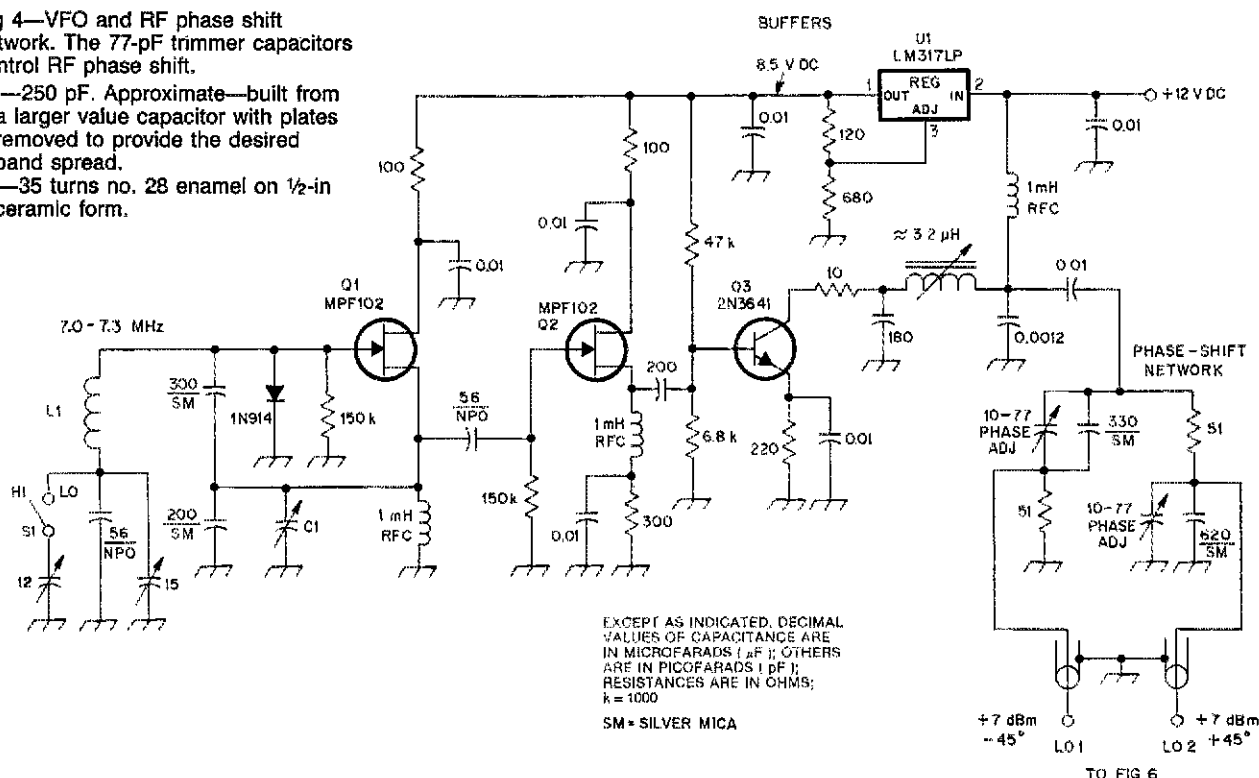 g 4—VFO and RF phase shift
twork. The 77-pF trimmer capacitors
ntrol RF phase shift.
—250 pF. Approximate—built from
a larger value capacitor with plates
removed to provide the desired
band spread.
—35 turns no. 28 enamel on ½-in
ceramic form.
BUFFERS
8.5 V DC
U1
LM317LP
REG
OUT
IN
ADJ
1
2
3
+12 V DC
0.01
120
680
0.01
1 mH
RFC
100
100
0.01
0.01
47 k
≈ 3.2 µH
10
180
0.01
0.0012
Q1
MPF102
MPF102
Q2
Q3
2N3641
7.0 - 7.3 MHz
L1
300
SM
1N914
150 k
56
NPO
200
1 mH
RFC
6.8 k
220
0.01
PHASE-SHIFT
NETWORK
10-77
PHASE
ADJ
330
SM
51
HI
LO
S1
12
56
NPO
15
200
SM
C1
1 mH
RFC
150k
0.01
300
51
10-77
PHASE
ADJ
620
SM
EXCEPT AS INDICATED, DECIMAL
VALUES OF CAPACITANCE ARE
IN MICROFARADS ( µF ); OTHERS
ARE IN PICOFARADS ( pF );
RESISTANCES ARE IN OHMS;
k = 1000
SM = SILVER MICA
+7 dBm
-45°
LO 1
LO 2
+7 dBm
+45°
TO FIG 6